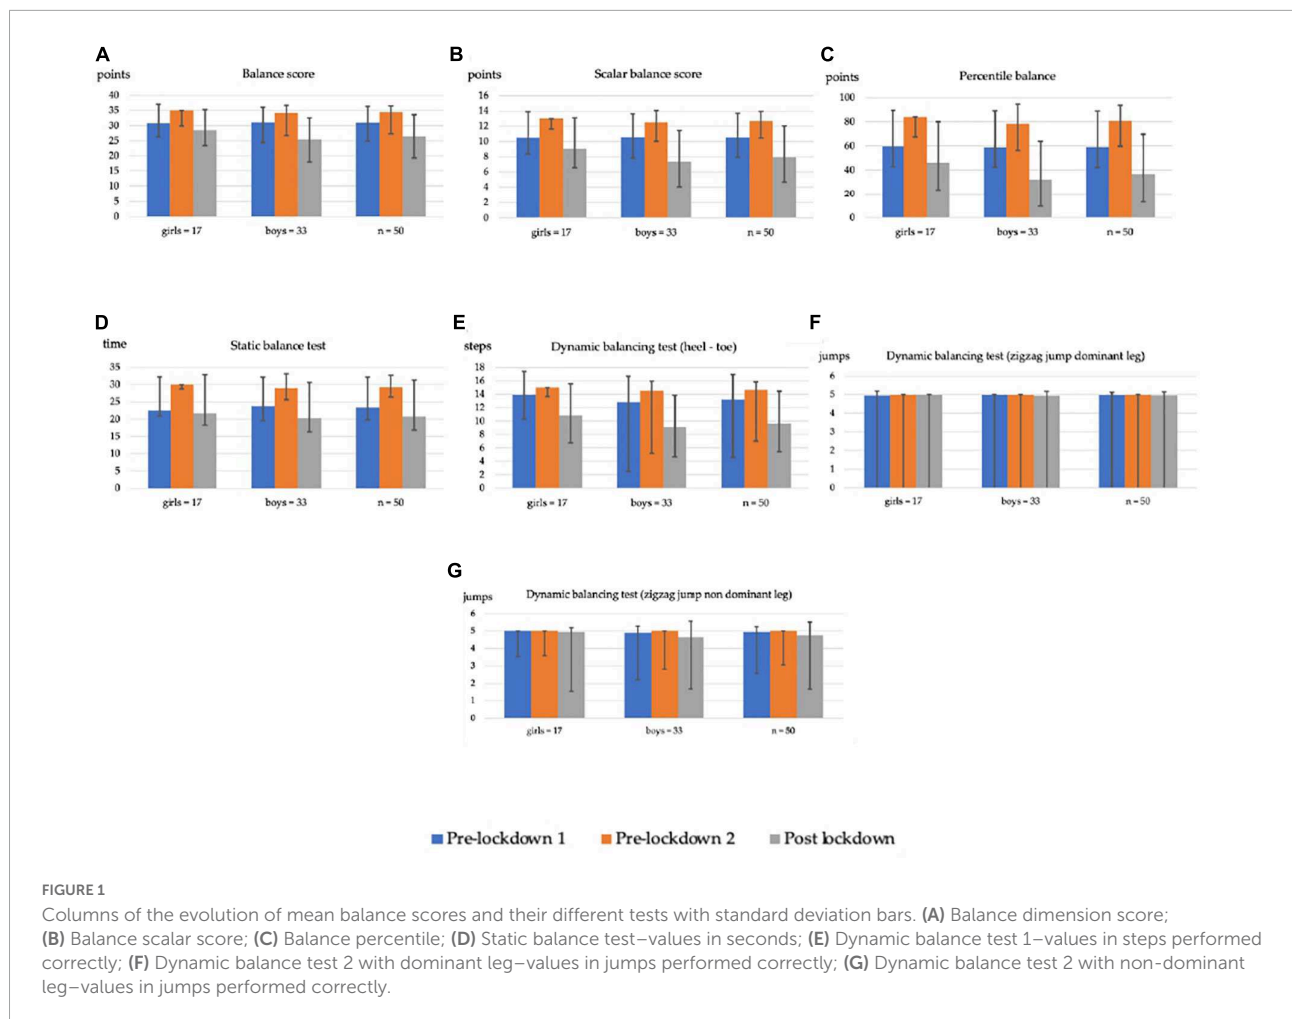 A
points
Balance score
40
35
30
25
20
15
10
5
0
girls = 17
boys = 33
n = 50
B
points
Scalar balance score
16
14
12
10
8
6
4
2
0
girls = 17
boys = 33
n = 50
C
points
Percentile balance
100
80
60
40
20
0
girls = 17
boys = 33
n = 50
D
time
Static balance test
35
30
25
20
15
10
5
0
girls = 17
boys = 33
n = 50
E
steps
Dynamic balancing test (heel - toe)
18
16
14
12
10
8
6
4
2
0
girls = 17
boys = 33
n = 50
F
jumps
Dynamic balancing test (zigzag jump dominant leg)
6
5
4
3
2
1
0
girls = 17
boys = 33
n = 50
G
jumps
Dynamic balancing test (zigzag jump non dominant leg)
6
5
4
3
2
1
0
girls = 17
boys = 33
n = 50
Pre-lockdown 1 Pre-lockdown 2 Post lockdown
FIGURE 1
Columns of the evolution of mean balance scores and their different tests with standard deviation bars. (A) Balance dimension score;
(B) Balance scalar score; (C) Balance percentile; (D) Static balance test–values in seconds; (E) Dynamic balance test 1–values in steps performed
correctly; (F) Dynamic balance test 2 with dominant leg–values in jumps performed correctly; (G) Dynamic balance test 2 with non-dominant
leg–values in jumps performed correctly.